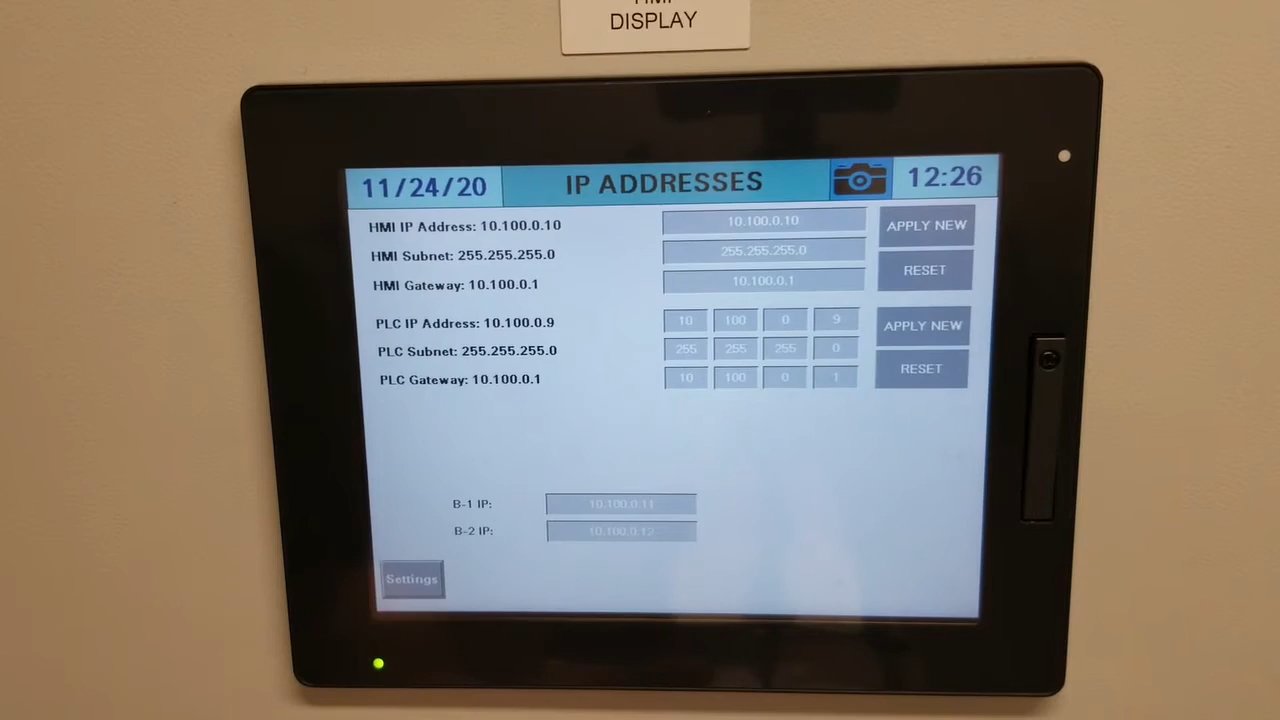 HMI
DISPLAY
11/24/20 IP ADDRESSES 12:26
HMI IP Address: 10.100.0.10 10.100.0.10 APPLY NEW
HMI Subnet: 255.255.255.0 255.255.255.0
RESET
HMI Gateway: 10.100.0.1 10.100.0.1
PLC IP Address: 10.100.0.9 10 100 0 9 APPLY NEW
PLC Subnet: 255.255.255.0 255 255 255 0
RESET
PLC Gateway: 10.100.0.1 10 100 0 1
B-1 IP: 10.100.0.11
B-2 IP: 10.100.0.12
Settings